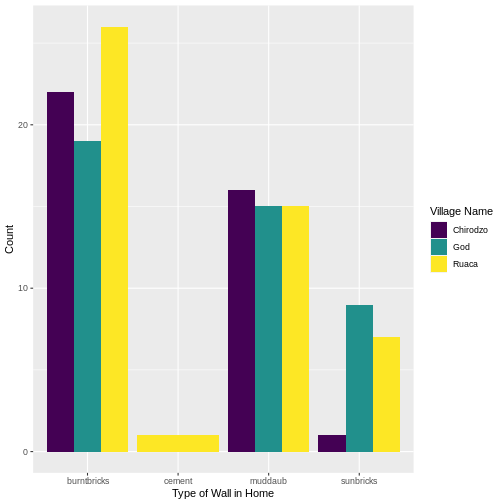 Count
20
10
0
burntbricks cement muddaub sunbricks
Type of Wall in Home
Village Name
Chirodzo
God
Ruaca